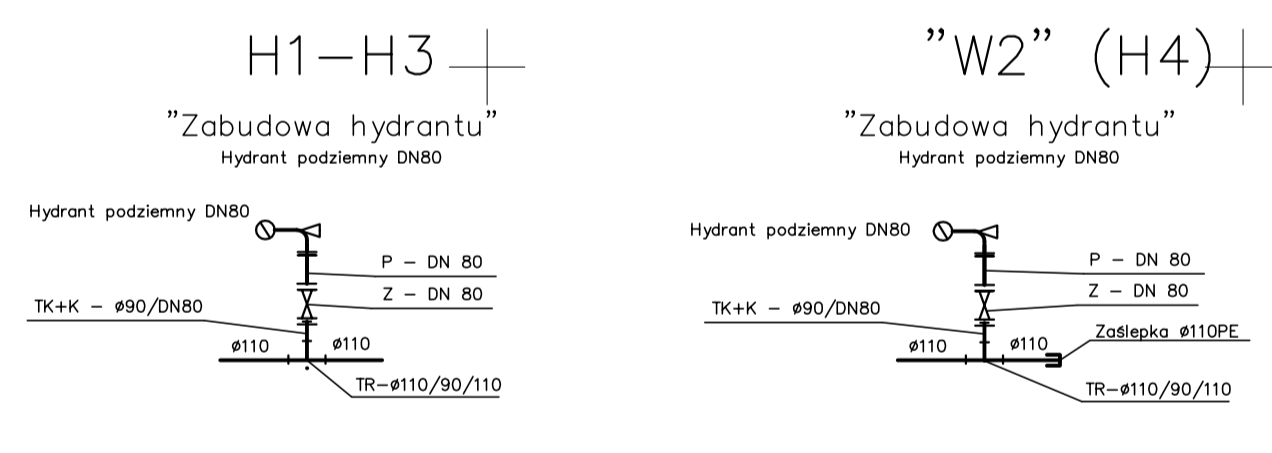 H1-H3
"Zabudowa hydrantu"
Hydrant podziemny DN80
Hydrant podziemny DN80
P - DN 80
Z - DN 80
TK+K - ø90/DN80
ø110
ø110
TR-ø110/90/110
"W2" (H4)
"Zabudowa hydrantu"
Hydrant podziemny DN80
Hydrant podziemny DN80
P - DN 80
Z - DN 80
TK+K - ø90/DN80
Zaślepka ø110PE
ø110
ø110
TR-ø110/90/110